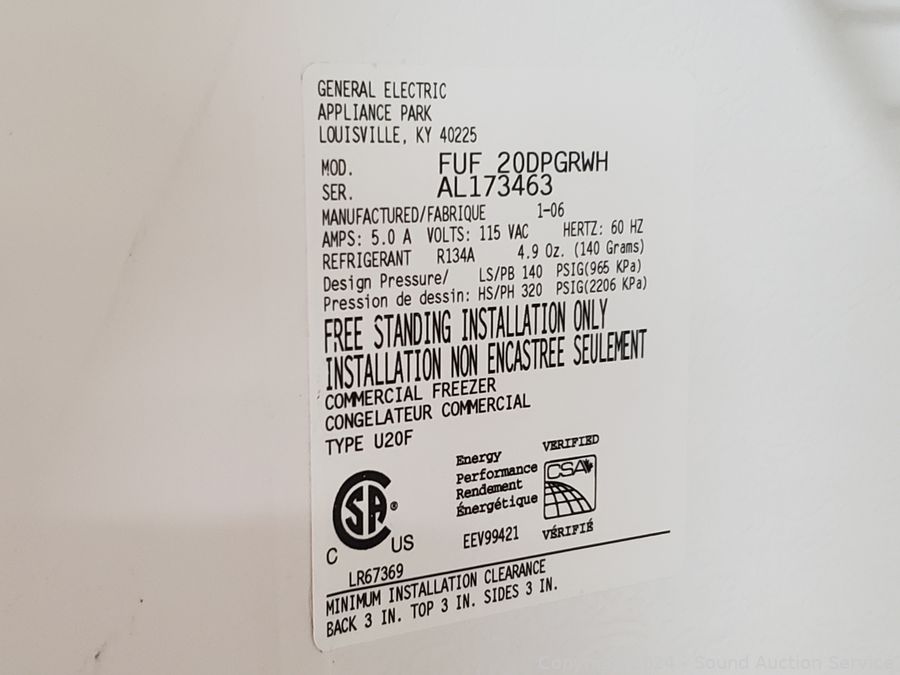 GENERAL ELECTRIC
APPLIANCE PARK
LOUISVILLE, KY 40225
MOD. FUF 20DPGRWH
SER. AL173463
MANUFACTURED/FABRIQUE 1-06
AMPS: 5.0 A VOLTS: 115 VAC HERTZ: 60 HZ
REFRIGERANT R134A 4.9 Oz. (140 Grams)
Design Pressure/ LS/PB 140 PSIG(965 KPa)
Pression de dessin: HS/PH 320 PSIG(2206 KPa)
FREE STANDING INSTALLATION ONLY
INSTALLATION NON ENCASTREE SEULEMENT
COMMERCIAL FREEZER
CONGELATEUR COMMERCIAL
TYPE U20F
Energy
Performance
Rendement
Énergétique
EEV99421
VERIFIED
CSA
VÉRIFIÉ
SA®
C US
LR67369
MINIMUM INSTALLATION CLEARANCE
BACK 3 IN. TOP 3 IN. SIDES 3 IN.
Copyright 2024 - Sound Auction Service